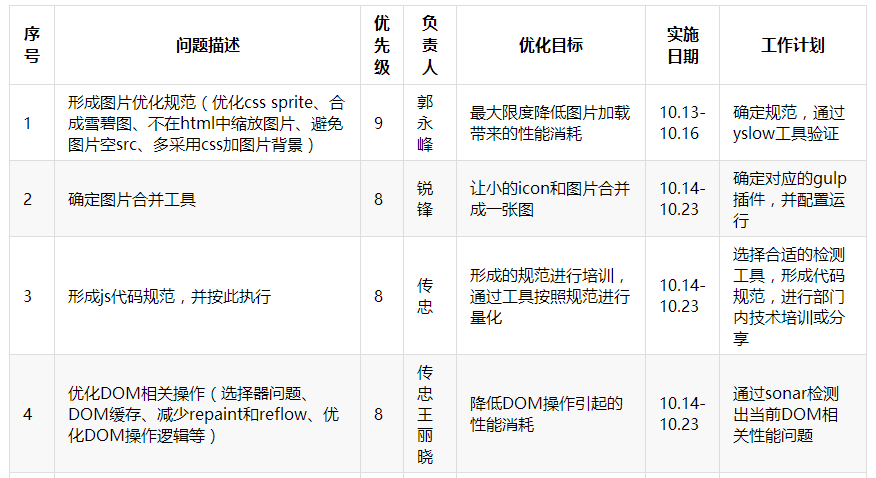 序号
问题描述
优先级
负责人
优化目标
实施日期
工作计划
1
形成图片优化规范（优化css sprite、合
成雪碧图、不在html中缩放图片、避免
图片空src、多采用css加图片背景）
9
郭永峰
最大限度降低图片加载
带来的性能消耗
10.13-
10.16
确定规范，通过
yslow工具验证
2
确定图片合并工具
8
锐锋
让小的icon和图片合并
成一张图
10.14-
10.23
确定对应的gulp
插件，并配置运
行
3
形成js代码规范，并按此执行
8
传忠
形成的规范进行培训，
通过工具按照规范进行
量化
10.14-
10.23
选择合适的检测
工具，形成代码
规范，进行部门
内技术培训或分
享
4
优化DOM相关操作（选择器问题、
DOM缓存、减少repaint和reflow、优
化DOM操作逻辑等）
8
传忠王丽晓
降低DOM操作引起的
性能消耗
10.14-
10.23
通过sonar检测
出当前DOM相
关性能问题